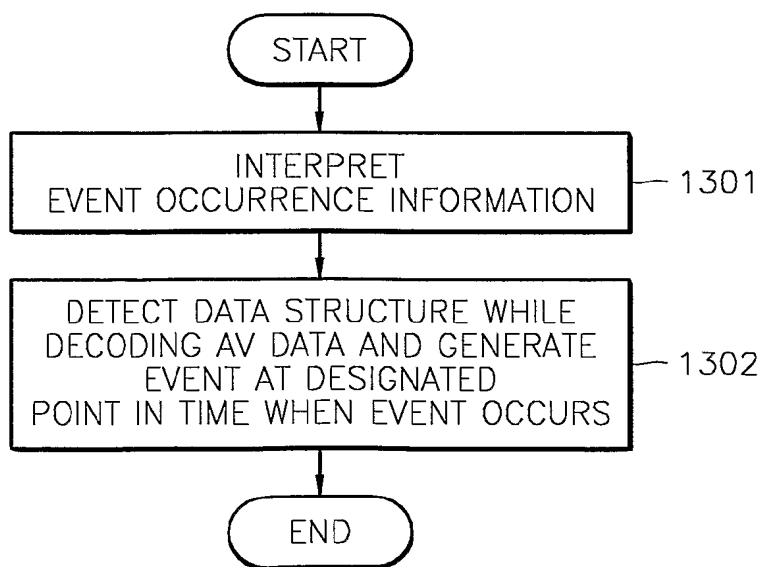 START
INTERPRET
EVENT OCCURRENCE INFORMATION
1301
DETECT DATA STRUCTURE WHILE
DECODING AV DATA AND GENERATE
EVENT AT DESIGNATED
POINT IN TIME WHEN EVENT OCCURS
1302
END